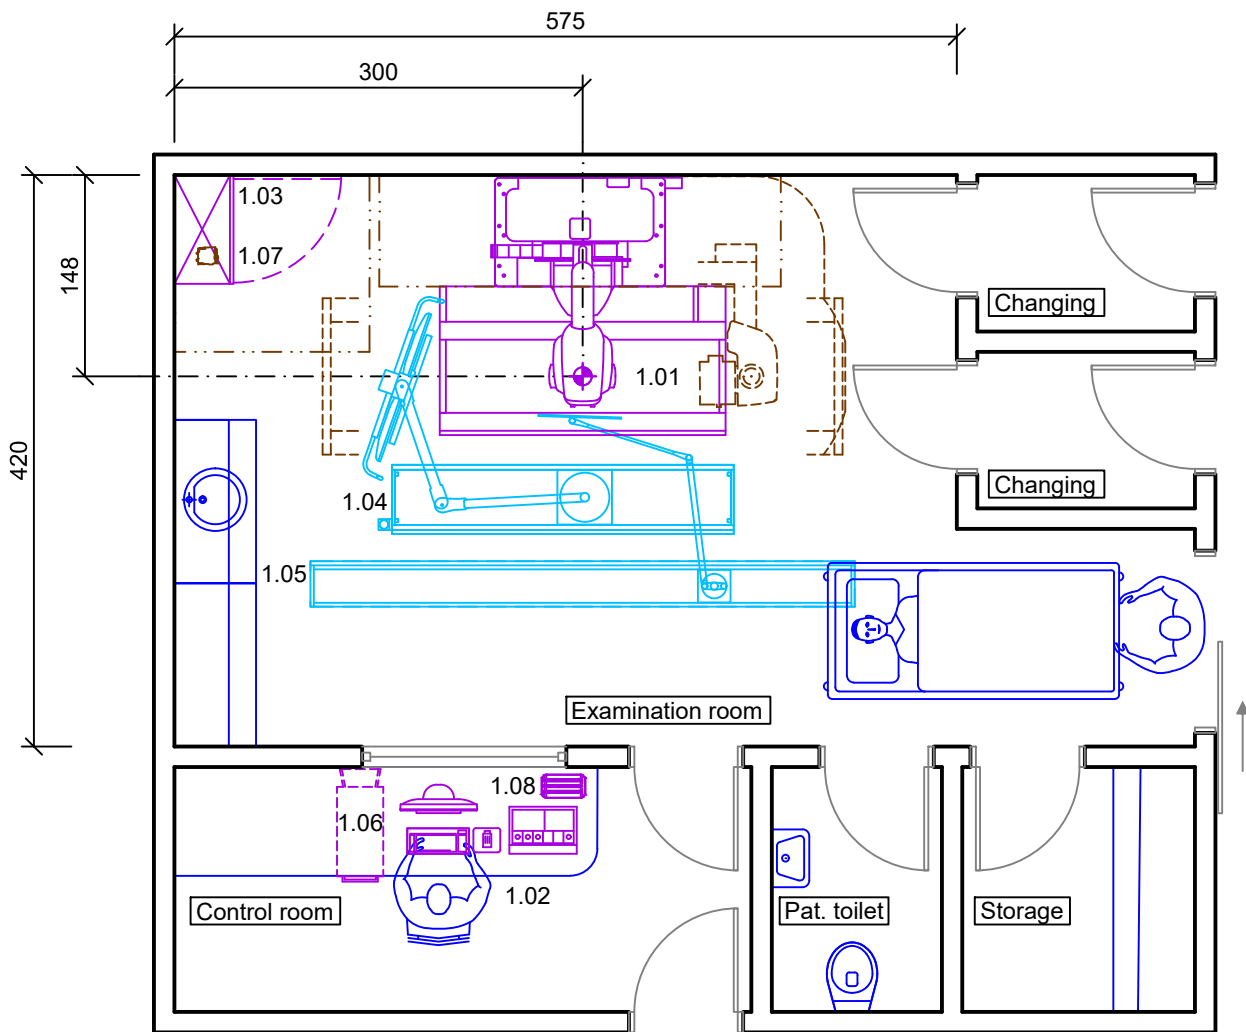 575
300
1.03
1.07
148
Changing
1.01
420
Changing
1.04
1.05
Examination room
1.08
1.06
1.02
Control room
Pat. toilet
Storage